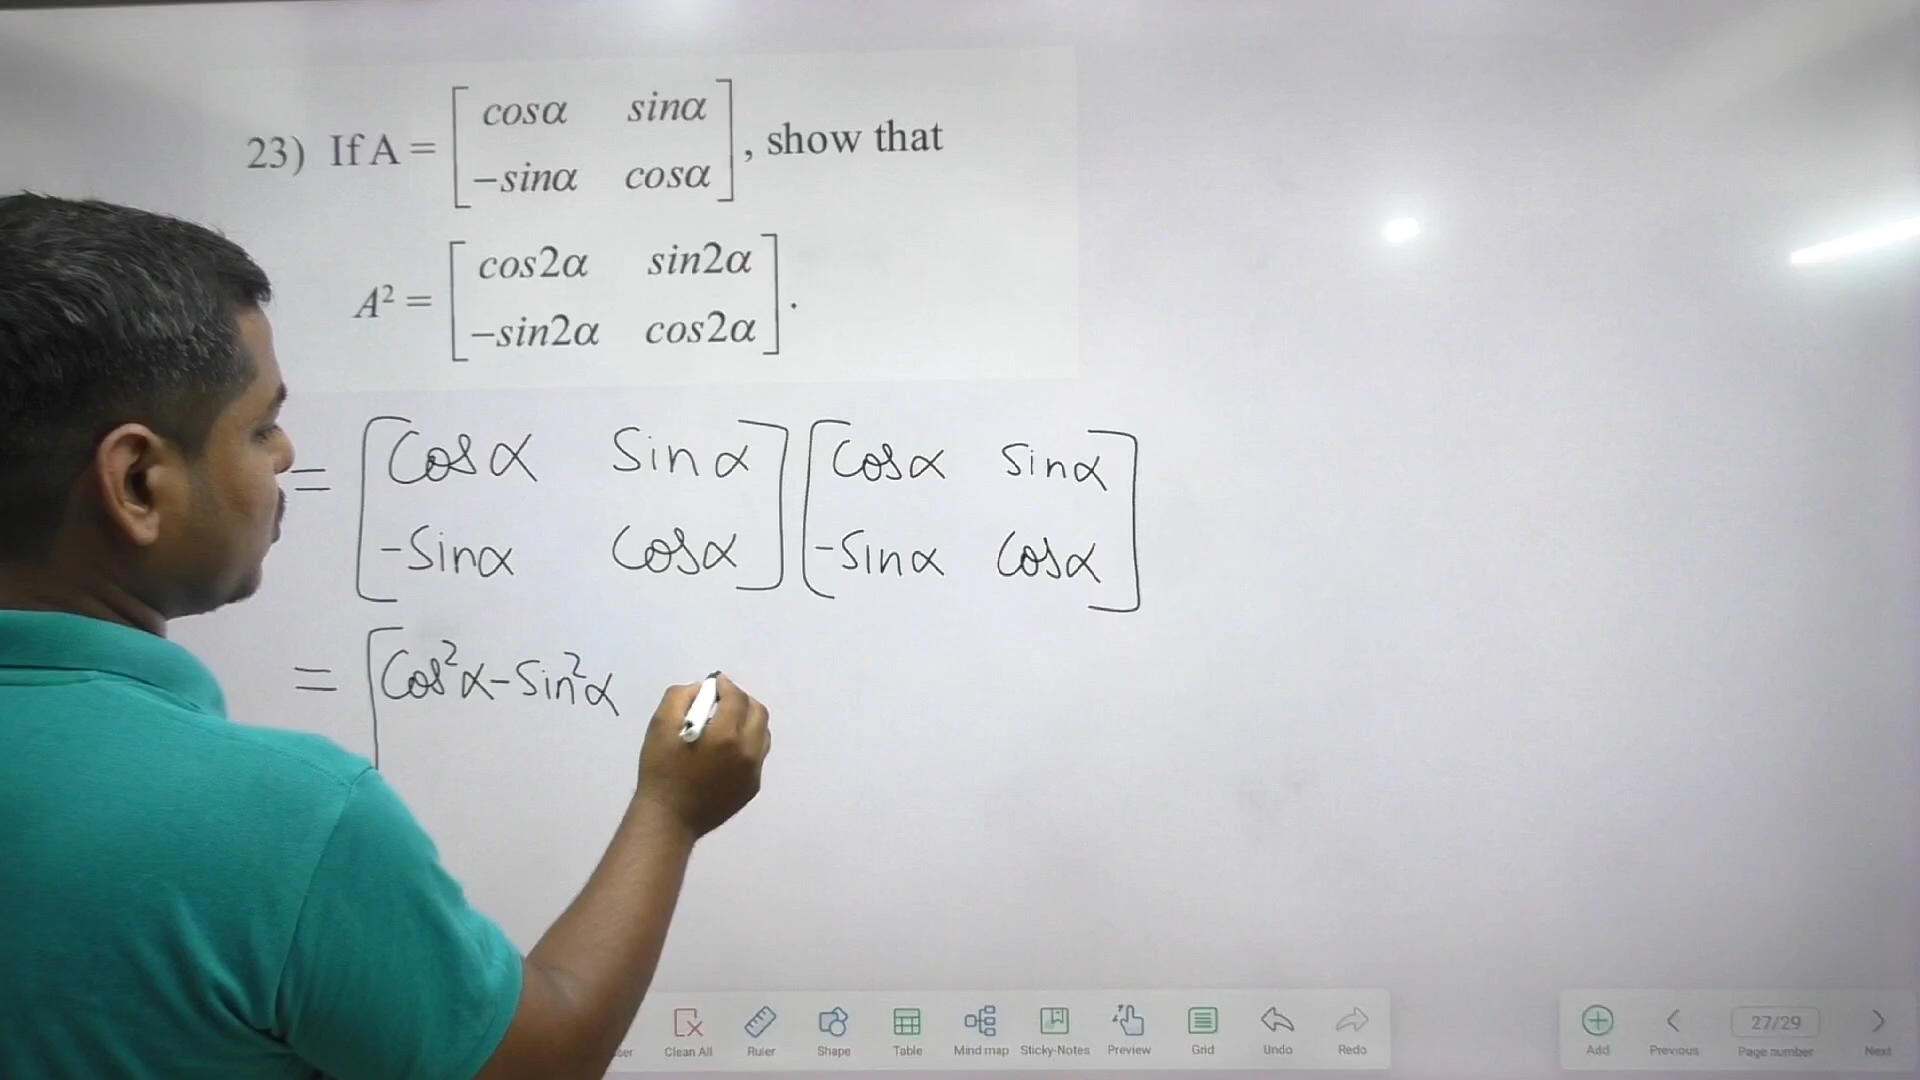 23) If A = [ cosα sinα
-sinα cosα ], show that
A² = [ cos2α sin2α
-sin2α cos2α ].
= [ Cosα Sinα
-Sinα Cosα ] [ Cosα Sinα
-Sinα Cosα ]
= [ Cos²α-Sin²α
Clean All Ruler Shape Table Mind map Sticky-Notes Preview Grid Undo Redo
Add Previous 27/29 Page number Next